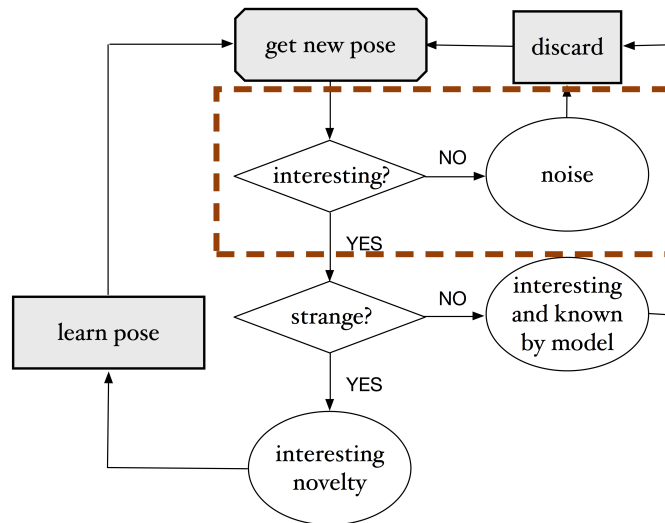 get new pose
discard
interesting?
NO
noise
YES
learn pose
strange?
NO
interesting
and known
by model
YES
interesting
novelty